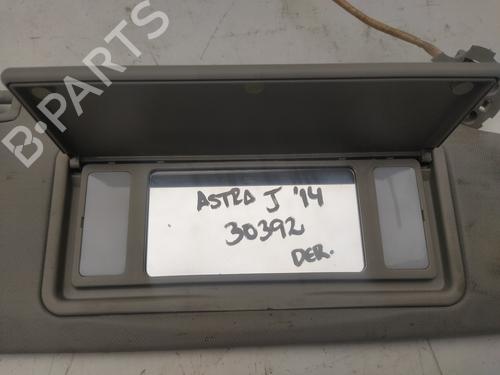 B-PARTS
ASTRA J '14
30392
DER.